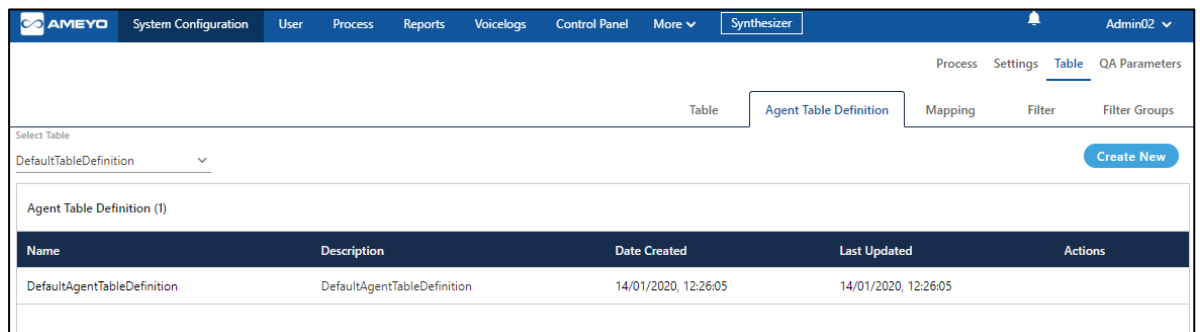 AMEYO System Configuration User Process Reports Voicelogs Control Panel More Synthesizer Admin02
Process Settings Table QA Parameters
Table Agent Table Definition Mapping Filter Filter Groups
Select Table
DefaultTableDefinition
Create New
Agent Table Definition (1)
Name Description Date Created Last Updated Actions
DefaultAgentTableDefinition DefaultAgentTableDefinition 14/01/2020, 12:26:05 14/01/2020, 12:26:05